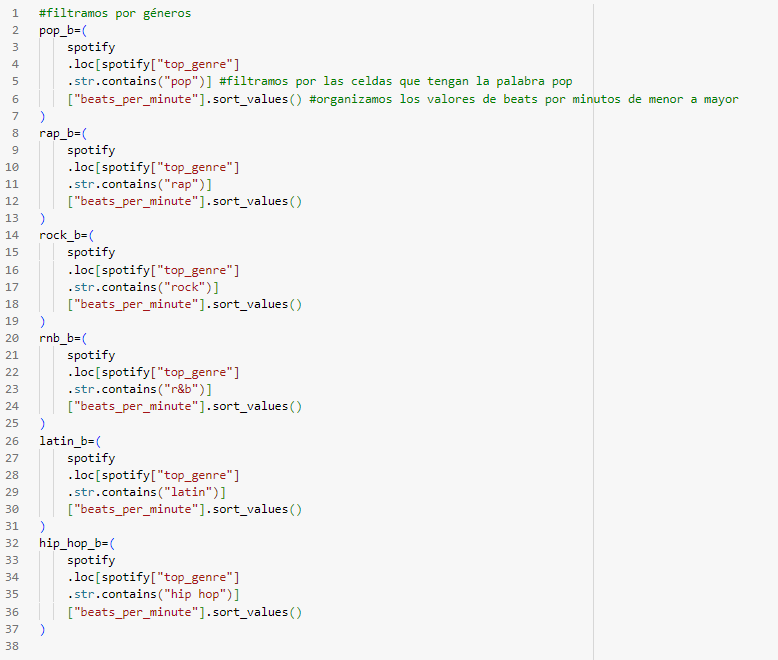 1 #filtramos por géneros
2 pop_b=(
3 spotify
4 .loc[spotify["top_genre"]
5 .str.contains("pop")] #filtramos por las celdas que tengan la palabra pop
6 ["beats_per_minute"].sort_values() #organizamos los valores de beats por minutos de menor a mayor
7 )
8 rap_b=(
9 spotify
10 .loc[spotify["top_genre"]
11 .str.contains("rap")]
12 ["beats_per_minute"].sort_values()
13 )
14 rock_b=(
15 spotify
16 .loc[spotify["top_genre"]
17 .str.contains("rock")]
18 ["beats_per_minute"].sort_values()
19 )
20 rnb_b=(
21 spotify
22 .loc[spotify["top_genre"]
23 .str.contains("r&b")]
24 ["beats_per_minute"].sort_values()
25 )
26 latin_b=(
27 spotify
28 .loc[spotify["top_genre"]
29 .str.contains("latin")]
30 ["beats_per_minute"].sort_values()
31 )
32 hip_hop_b=(
33 spotify
34 .loc[spotify["top_genre"]
35 .str.contains("hip hop")]
36 ["beats_per_minute"].sort_values()
37 )
38